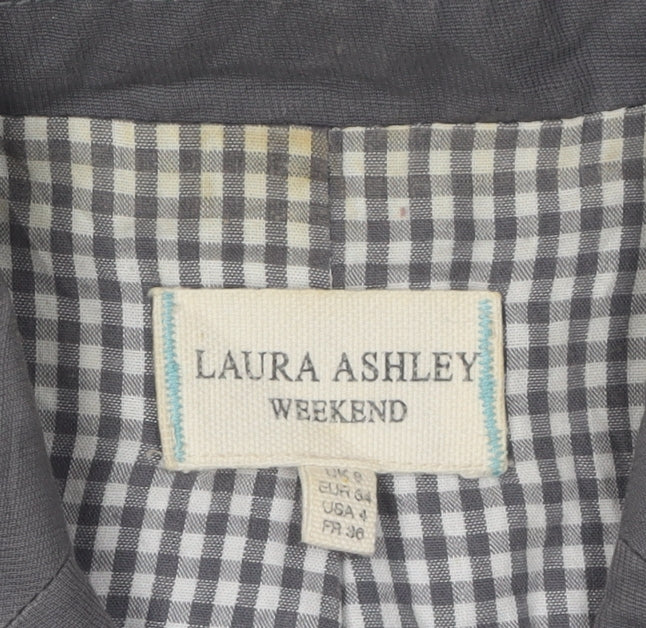 LAURA ASHLEY
WEEKEND
UK 8
EUR 34
USA 4
FR 36